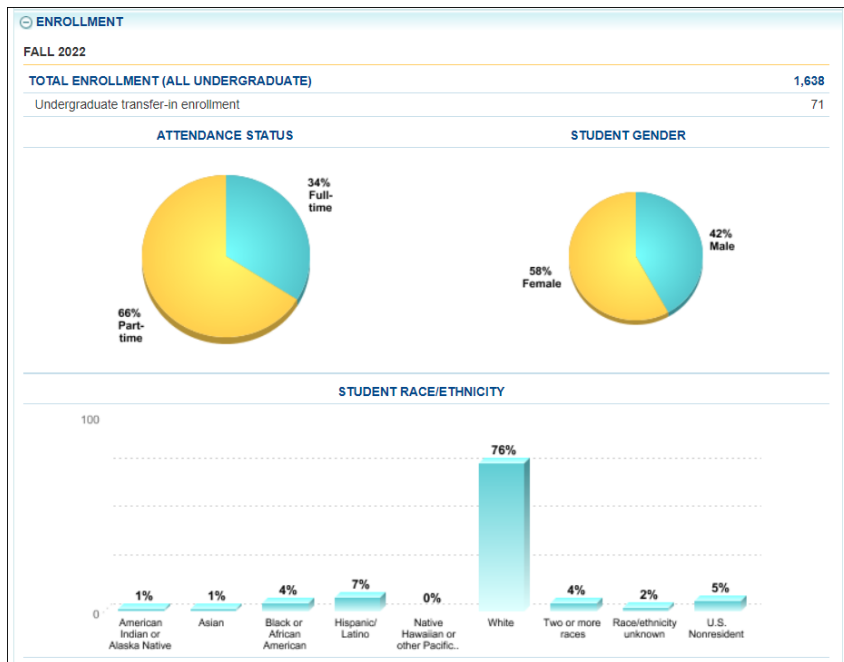 ENROLLMENT
FALL 2022
TOTAL ENROLLMENT (ALL UNDERGRADUATE) 1,638
Undergraduate transfer-in enrollment 71
ATTENDANCE STATUS
34%
Full-
time
66%
Part-
time
STUDENT GENDER
42%
Male
58%
Female
STUDENT RACE/ETHNICITY
100
0
1%
1%
4%
7%
0%
76%
4%
2%
5%
American
Indian or
Alaska Native
Asian
Black or
African
American
Hispanic/
Latino
Native
Hawaiian or
other Pacific..
White
Two or more
races
Race/ethnicity
unknown
U.S.
Nonresident